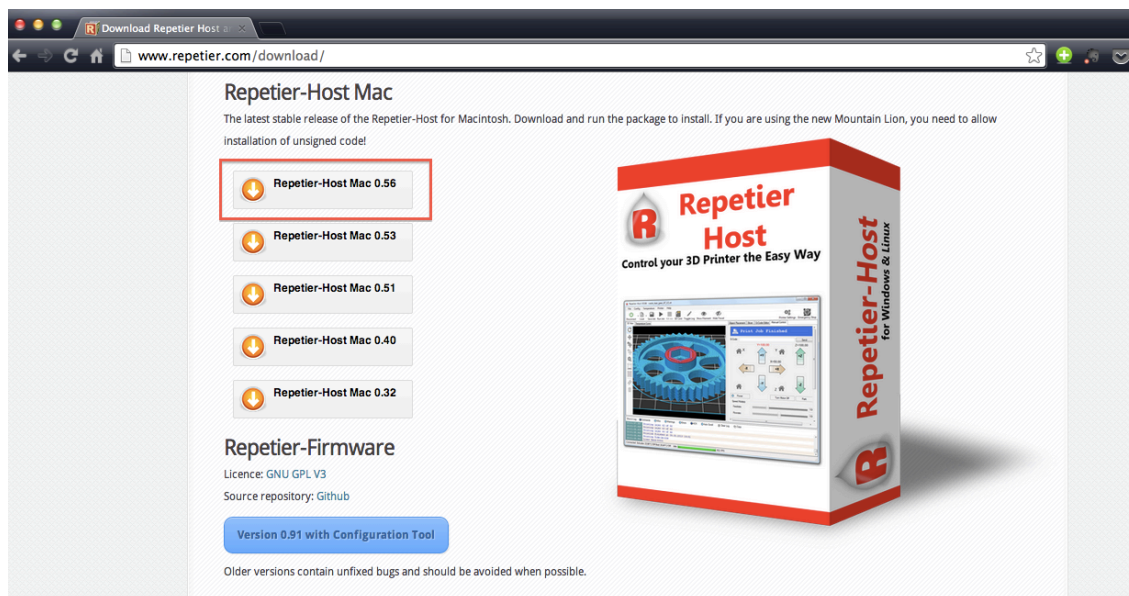 Download Repetier Host a
www.repetier.com/download/
Repetier-Host Mac
The latest stable release of the Repetier-Host for Macintosh. Download and run the package to install. If you are using the new Mountain Lion, you need to allow
installation of unsigned code!
Repetier-Host Mac 0.56
Repetier-Host Mac 0.53
Repetier-Host Mac 0.51
Repetier-Host Mac 0.40
Repetier-Host Mac 0.32
Repetier
Host
Control your 3D Printer the Easy Way
Print Job Finished
Repetier-Host
for Windows & Linux
R
R
Repetier-Firmware
Licence: GNU GPL V3
Source repository: Github
Version 0.91 with Configuration Tool
Older versions contain unfixed bugs and should be avoided when possible.